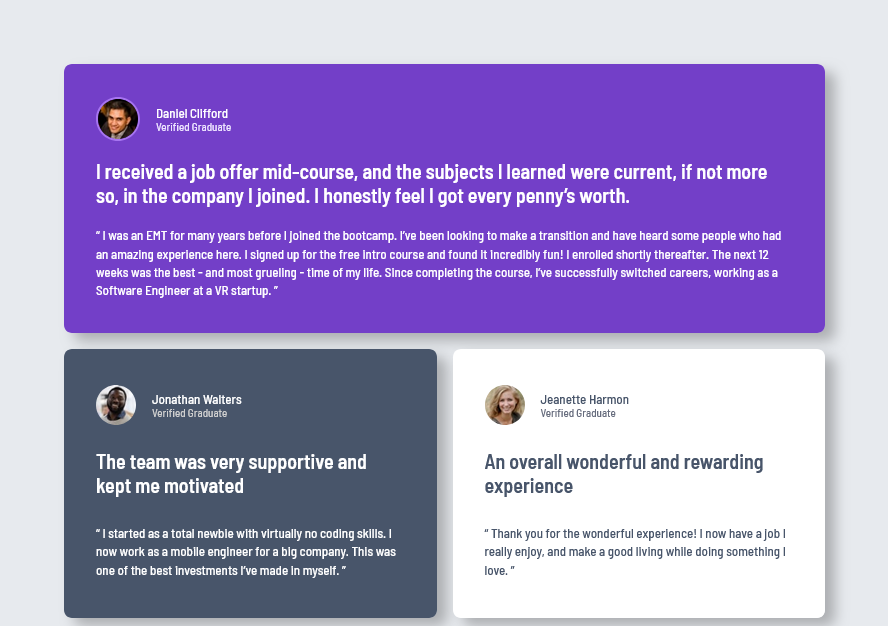 Daniel Clifford
Verified Graduate
I received a job offer mid-course, and the subjects I learned were current, if not more
so, in the company I joined. I honestly feel I got every penny’s worth.
“ I was an EMT for many years before I joined the bootcamp. I’ve been looking to make a transition and have heard some people who had
an amazing experience here. I signed up for the free intro course and found it incredibly fun! I enrolled shortly thereafter. The next 12
weeks was the best - and most grueling - time of my life. Since completing the course, I’ve successfully switched careers, working as a
Software Engineer at a VR startup. ”
Jonathan Walters
Verified Graduate
The team was very supportive and
kept me motivated
“ I started as a total newbie with virtually no coding skills. I
now work as a mobile engineer for a big company. This was
one of the best investments I’ve made in myself. ”
Jeanette Harmon
Verified Graduate
An overall wonderful and rewarding
experience
“ Thank you for the wonderful experience! I now have a job I
really enjoy, and make a good living while doing something I
love. ”